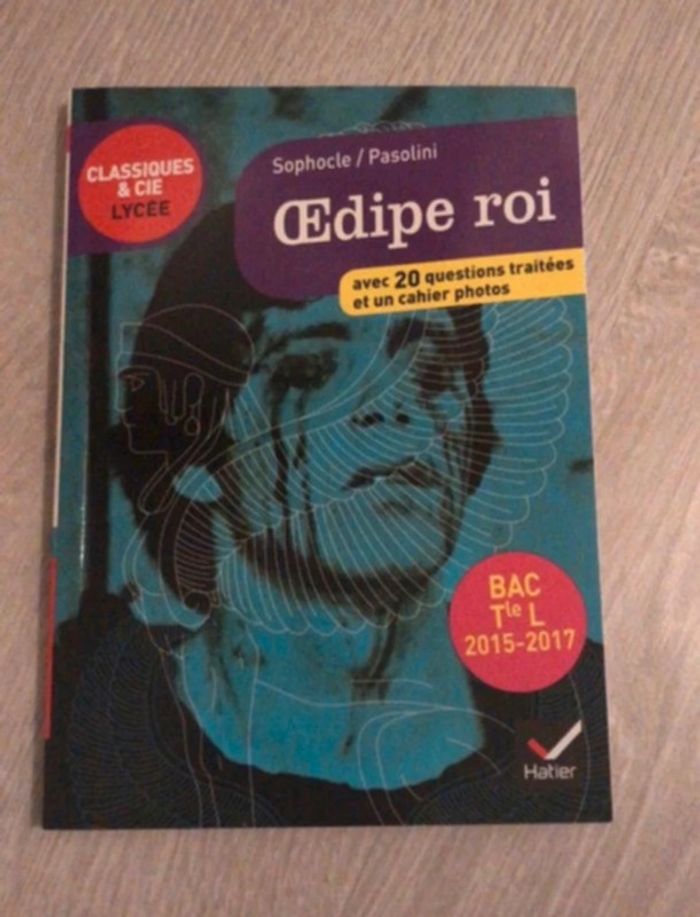 CLASSIQUES
& CIE
LYCÉE
Sophocle / Pasolini
Œdipe roi
avec 20 questions traitées
et un cahier photos
BAC
Tle L
2015-2017
Hatier